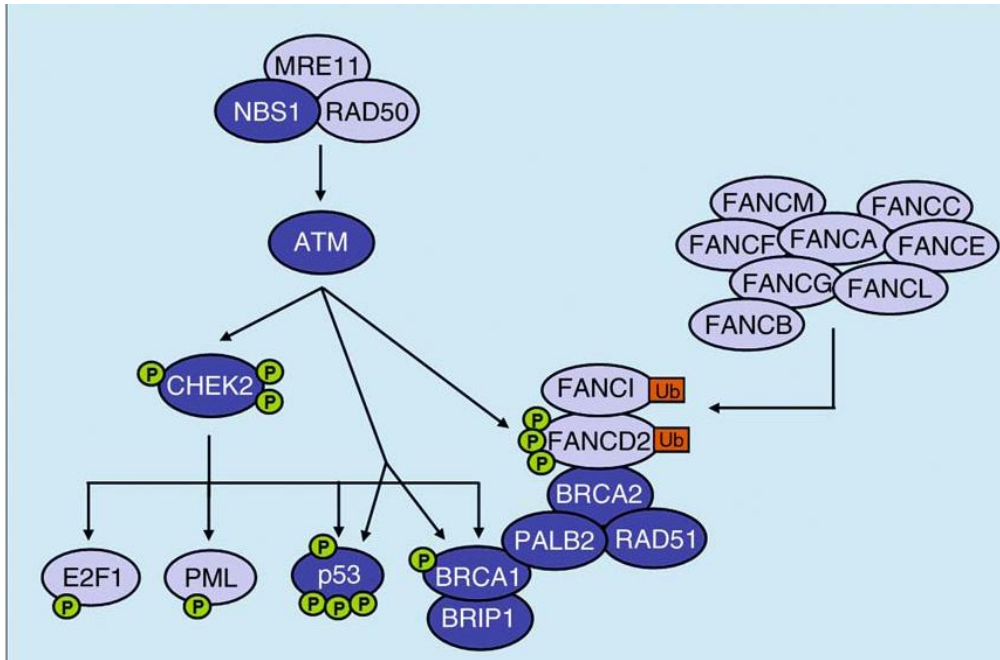 MRE11
NBS1 RAD50
ATM
FANCM FANCC
FANCF FANCA FANCE
FANCG FANCL
FANCB
P CHEK2 P
P
FANCI Ub
P
P FANCD2 Ub
P
BRCA2
PALB2 RAD51
E2F1
P
PML
P
P
p53
P P P
P
BRCA1
BRIP1